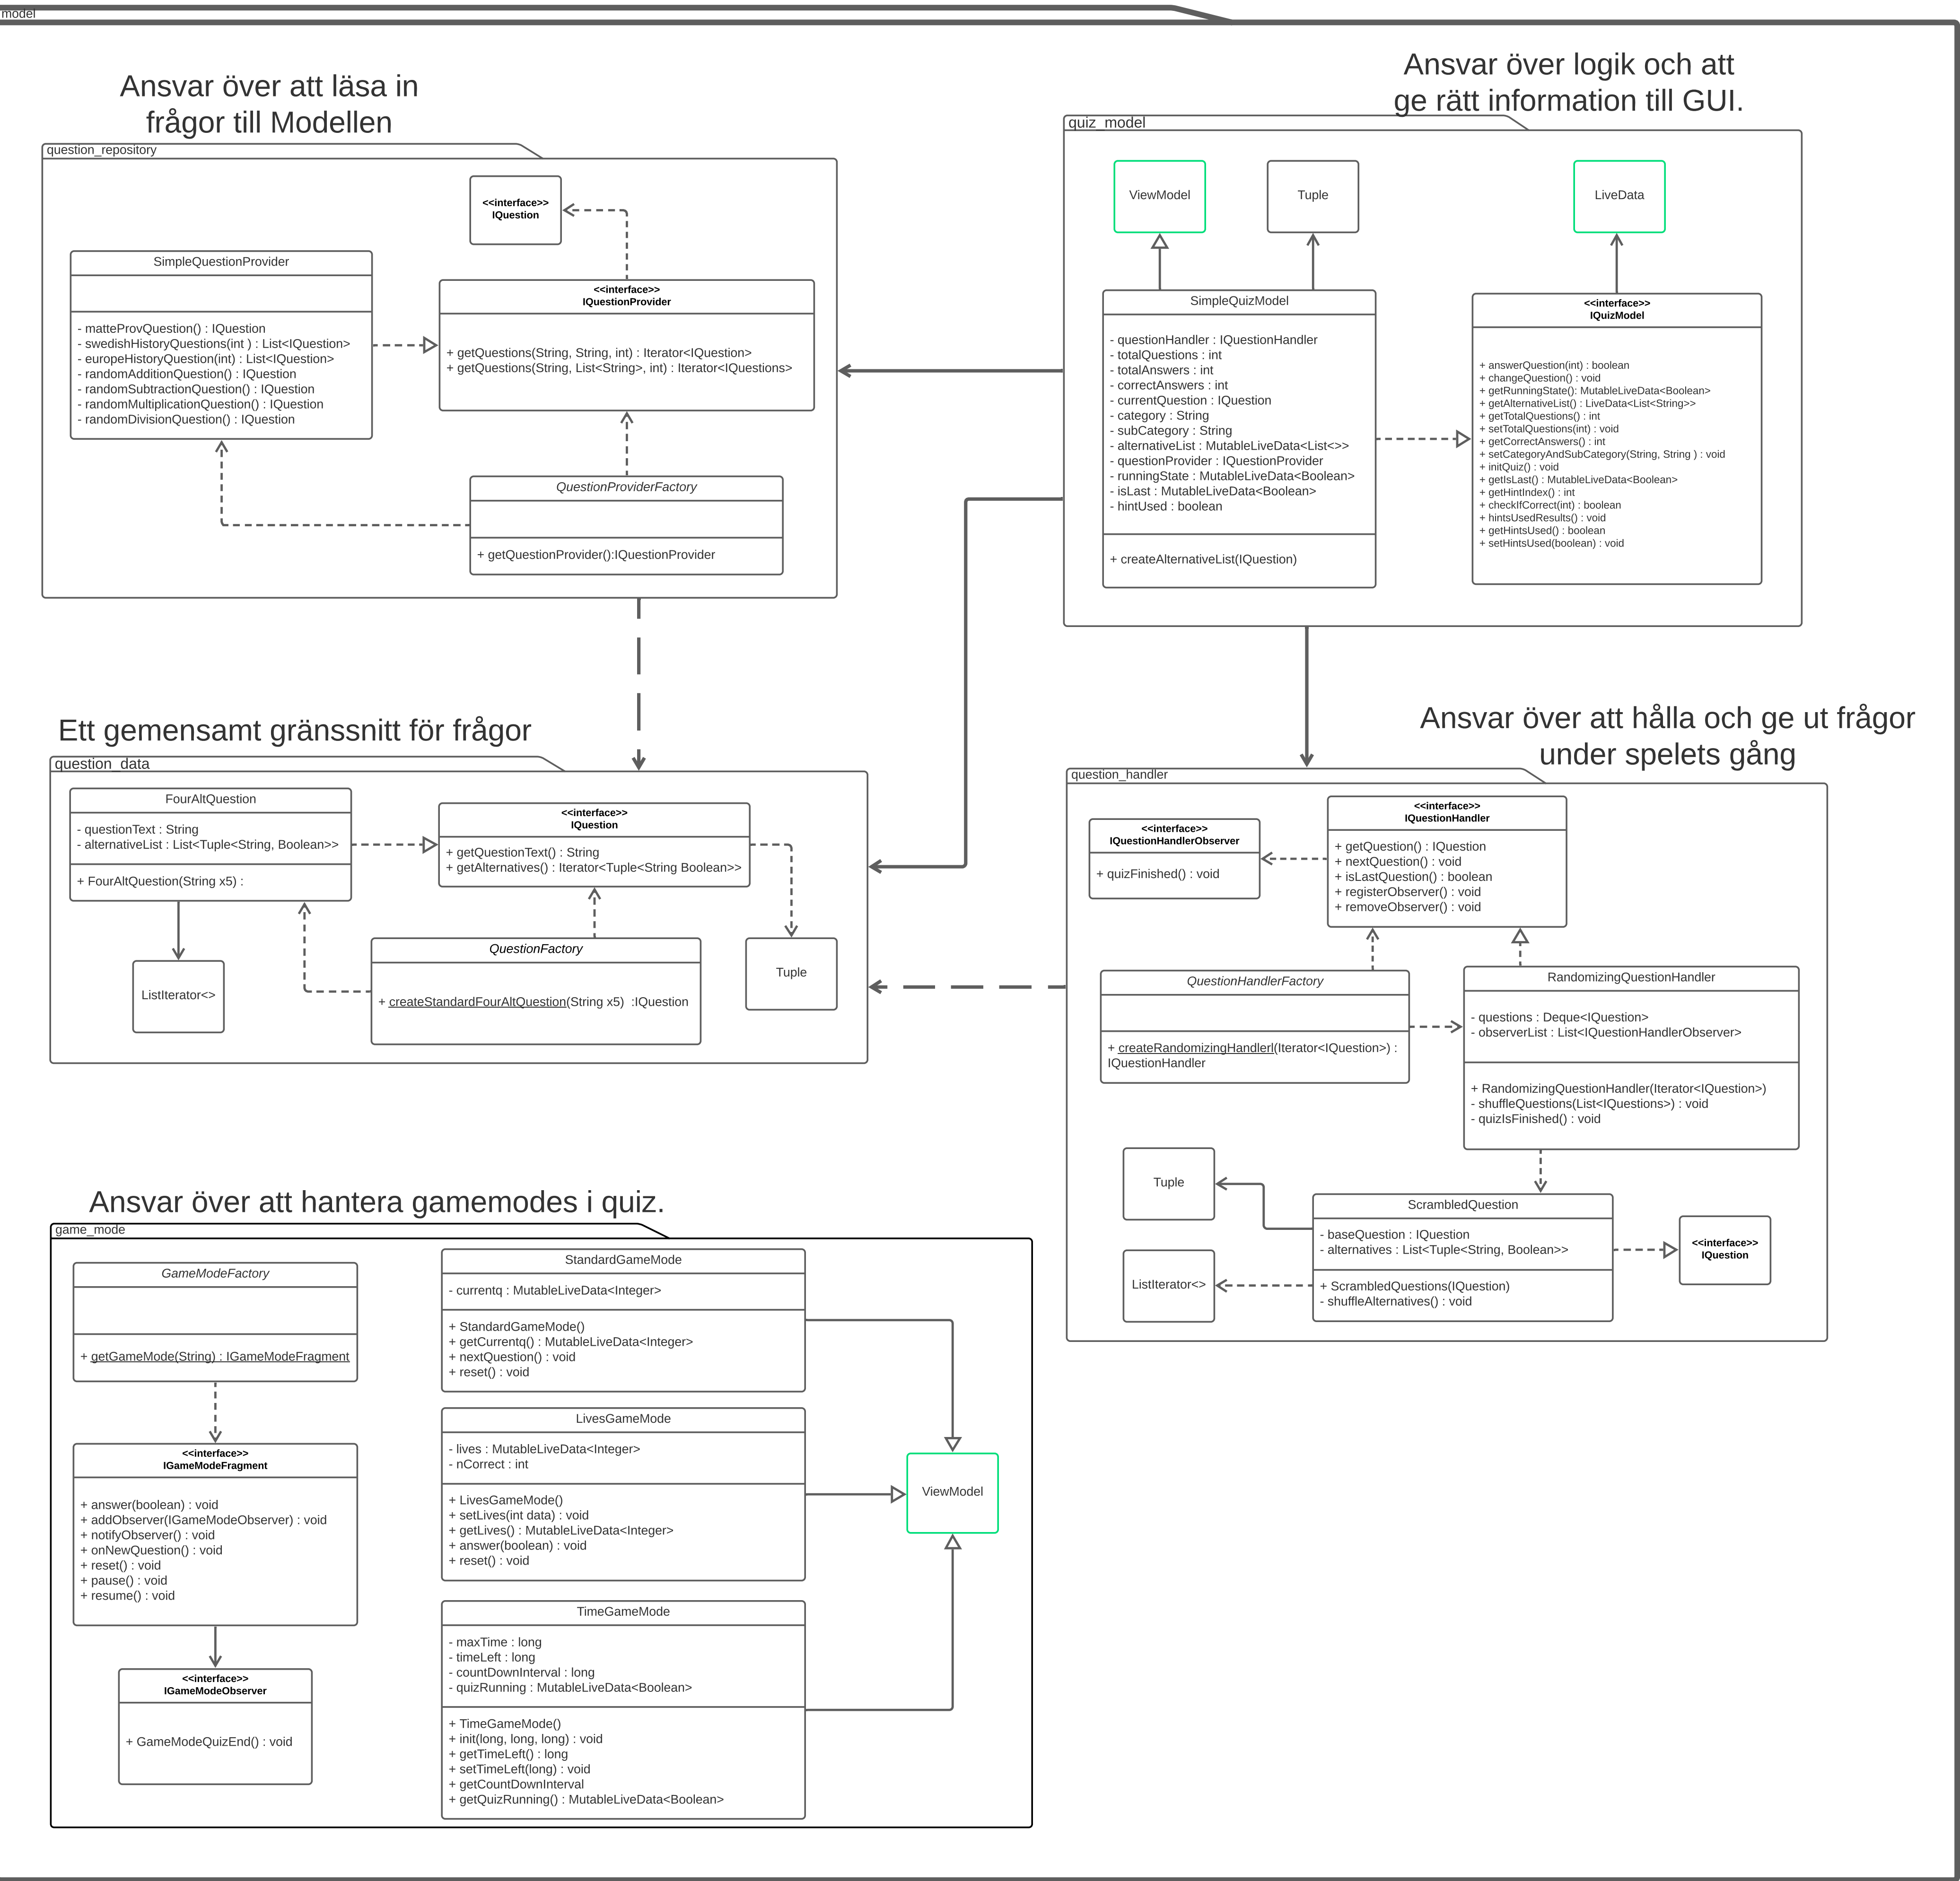 model
Ansvar över att läsa in
frågor till Modellen
question_repository
<<interface>>
IQuestion
SimpleQuestionProvider
- matteProvQuestion() : IQuestion
- swedishHistoryQuestions(int ) : List<IQuestion>
- europeHistoryQuestion(int) : List<IQuestion>
- randomAdditionQuestion() : IQuestion
- randomSubtractionQuestion() : IQuestion
- randomMultiplicationQuestion() : IQuestion
- randomDivisionQuestion() : IQuestion
<<interface>>
IQuestionProvider
+ getQuestions(String, String, int) : Iterator<IQuestion>
+ getQuestions(String, List<String>, int) : Iterator<IQuestions>
QuestionProviderFactory
+ getQuestionProvider():IQuestionProvider
Ansvar över logik och att
ge rätt information till GUI.
quiz_model
ViewModel
Tuple
LiveData
SimpleQuizModel
- questionHandler : IQuestionHandler
- totalQuestions : int
- totalAnswers : int
- correctAnswers : int
- currentQuestion : IQuestion
- category : String
- subCategory : String
- alternativeList : MutableLiveData<List<>>
- questionProvider : IQuestionProvider
- runningState : MutableLiveData<Boolean>
- isLast : MutableLiveData<Boolean>
- hintUsed : boolean
+ createAlternativeList(IQuestion)
<<interface>>
IQuizModel
+ answerQuestion(int) : boolean
+ changeQuestion() : void
+ getRunningState(): MutableLiveData<Boolean>
+ getAlternativeList() : LiveData<List<String>>
+ getTotalQuestions() : int
+ setTotalQuestions(int) : void
+ getCorrectAnswers() : int
+ setCategoryAndSubCategory(String, String ) : void
+ initQuiz() : void
+ getIsLast() : MutableLiveData<Boolean>
+ getHintIndex() : int
+ checkIfCorrect(int) : boolean
+ hintsUsedResults() : void
+ getHintsUsed() : boolean
+ setHintsUsed(boolean) : void
Ett gemensamt gränssnitt för frågor
question_data
FourAltQuestion
- questionText : String
- alternativeList : List<Tuple<String, Boolean>>
+ FourAltQuestion(String x5) :
<<interface>>
IQuestion
+ getQuestionText() : String
+ getAlternatives() : Iterator<Tuple<String Boolean>>
ListIterator<>
QuestionFactory
+ createStandardFourAltQuestion(String x5)  :IQuestion
Tuple
Ansvar över att hålla och ge ut frågor
under spelets gång
question_handler
<<interface>>
IQuestionHandlerObserver
+ quizFinished() : void
<<interface>>
IQuestionHandler
+ getQuestion() : IQuestion
+ nextQuestion() : void
+ isLastQuestion() : boolean
+ registerObserver() : void
+ removeObserver() : void
QuestionHandlerFactory
+ createRandomizingHandlerl(Iterator<IQuestion>) :
IQuestionHandler
RandomizingQuestionHandler
- questions : Deque<IQuestion>
- observerList : List<IQuestionHandlerObserver>
+ RandomizingQuestionHandler(Iterator<IQuestion>)
- shuffleQuestions(List<IQuestions>) : void
- quizIsFinished() : void
Tuple
ListIterator<>
ScrambledQuestion
- baseQuestion : IQuestion
- alternatives : List<Tuple<String, Boolean>>
+ ScrambledQuestions(IQuestion)
- shuffleAlternatives() : void
<<interface>>
IQuestion
Ansvar över att hantera gamemodes i quiz.
game_mode
GameModeFactory
+ getGameMode(String) : IGameModeFragment
<<interface>>
IGameModeFragment
+ answer(boolean) : void
+ addObserver(IGameModeObserver) : void
+ notifyObserver() : void
+ onNewQuestion() : void
+ reset() : void
+ pause() : void
+ resume() : void
<<interface>>
IGameModeObserver
+ GameModeQuizEnd() : void
StandardGameMode
- currentq : MutableLiveData<Integer>
+ StandardGameMode()
+ getCurrentq() : MutableLiveData<Integer>
+ nextQuestion() : void
+ reset() : void
LivesGameMode
- lives : MutableLiveData<Integer>
- nCorrect : int
+ LivesGameMode()
+ setLives(int data) : void
+ getLives() : MutableLiveData<Integer>
+ answer(boolean) : void
+ reset() : void
TimeGameMode
- maxTime : long
- timeLeft : long
- countDownInterval : long
- quizRunning : MutableLiveData<Boolean>
+ TimeGameMode()
+ init(long, long, long) : void
+ getTimeLeft() : long
+ setTimeLeft(long) : void
+ getCountDownInterval
+ getQuizRunning() : MutableLiveData<Boolean>
ViewModel